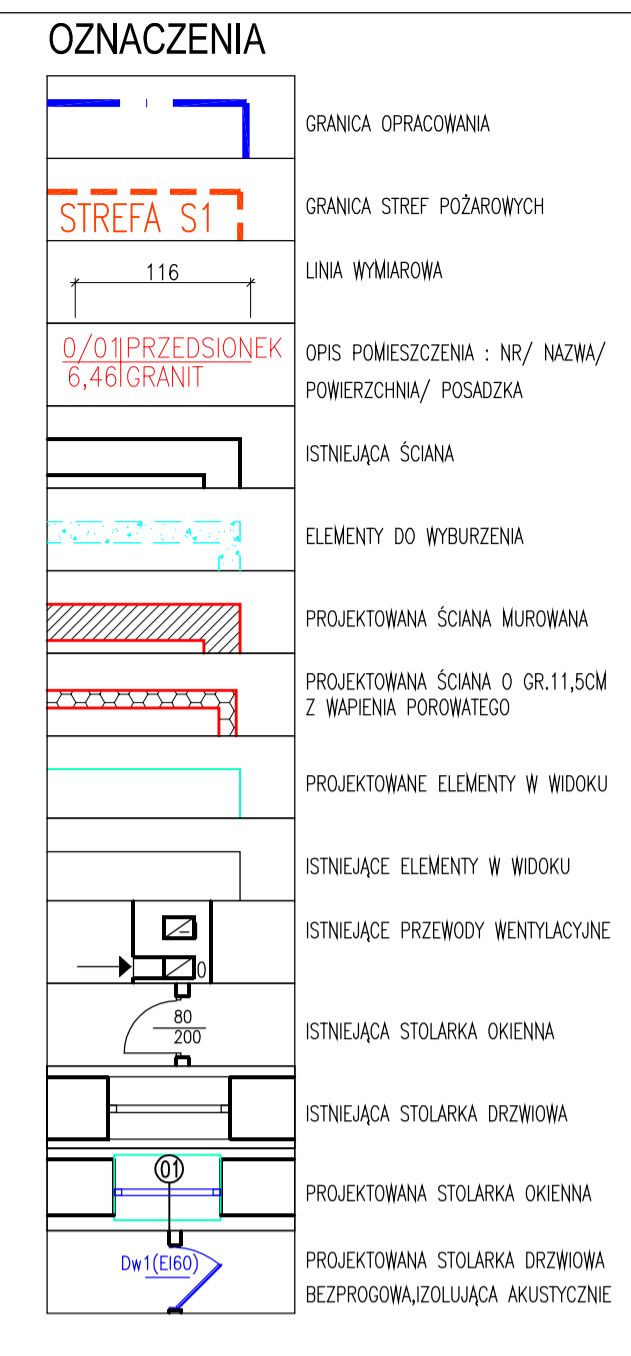 OZNACZENIA
GRANICA OPRACOWANIA
STREFA S1
GRANICA STREF POŻAROWYCH
116
LINIA WYMIAROWA
0/01 PRZEDSIONEK
6,46 GRANIT
OPIS POMIESZCZENIA : NR/ NAZWA/
POWIERZCHNIA/ POSADZKA
ISTNIEJĄCA ŚCIANA
ELEMENTY DO WYBURZENIA
PROJEKTOWANA ŚCIANA MUROWANA
PROJEKTOWANA ŚCIANA O GR.11,5CM
Z WAPIENIA POROWATEGO
PROJEKTOWANE ELEMENTY W WIDOKU
ISTNIEJĄCE ELEMENTY W WIDOKU
0
ISTNIEJĄCE PRZEWODY WENTYLACYJNE
80
200
ISTNIEJĄCA STOLARKA OKIENNA
ISTNIEJĄCA STOLARKA DRZWIOWA
01
PROJEKTOWANA STOLARKA OKIENNA
Dw1(EI60)
PROJEKTOWANA STOLARKA DRZWIOWA
BEZPROGOWA,IZOLUJĄCA AKUSTYCZNIE